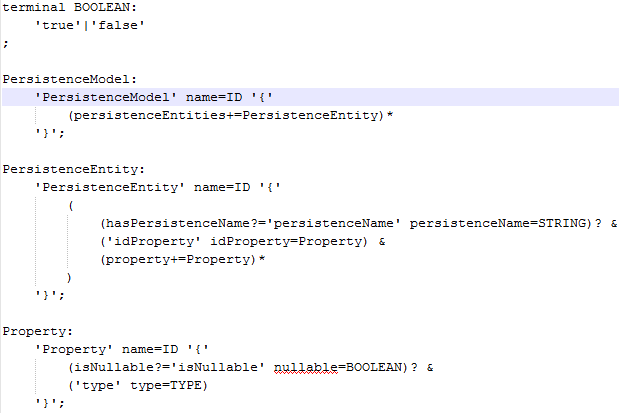 terminal BOOLEAN:
    'true'|'false'
;
PersistenceModel:
    'PersistenceModel' name=ID '{'
        (persistenceEntities+=PersistenceEntity)*
    '}';
PersistenceEntity:
    'PersistenceEntity' name=ID '{'
        (
            (hasPersistenceName?='persistenceName' persistenceName=STRING)? &
            ('idProperty' idProperty=Property) &
            (property+=Property)*
        )
    '}';
Property:
    'Property' name=ID '{'
        (isNullable?='isNullable' nullable=BOOLEAN)? &
        ('type' type=TYPE)
    '}';